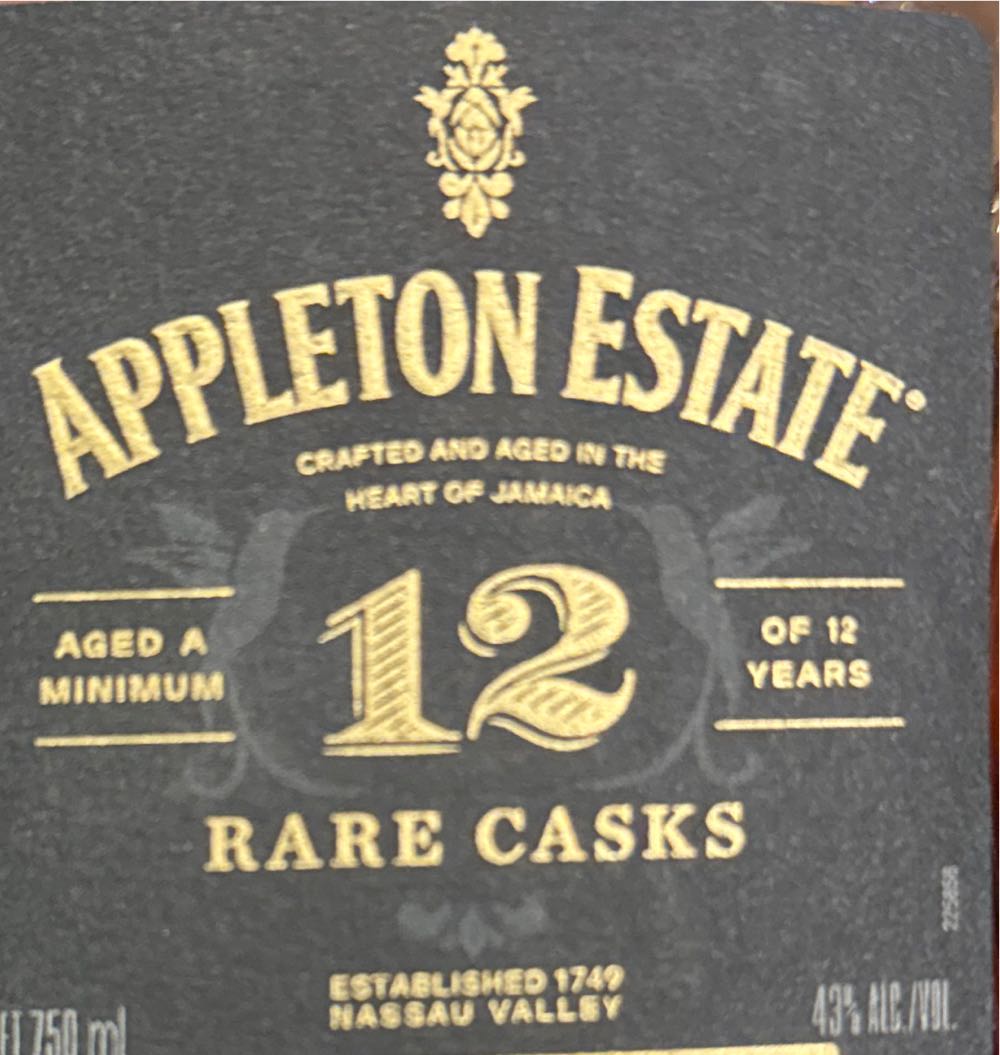 APPLETON ESTATE®
CRAFTED AND AGED IN THE
HEART OF JAMAICA
AGED A
MINIMUM
12
OF 12
YEARS
RARE CASKS
ESTABLISHED 1749
NASSAU VALLEY
750 ml
43% ALC./VOL.